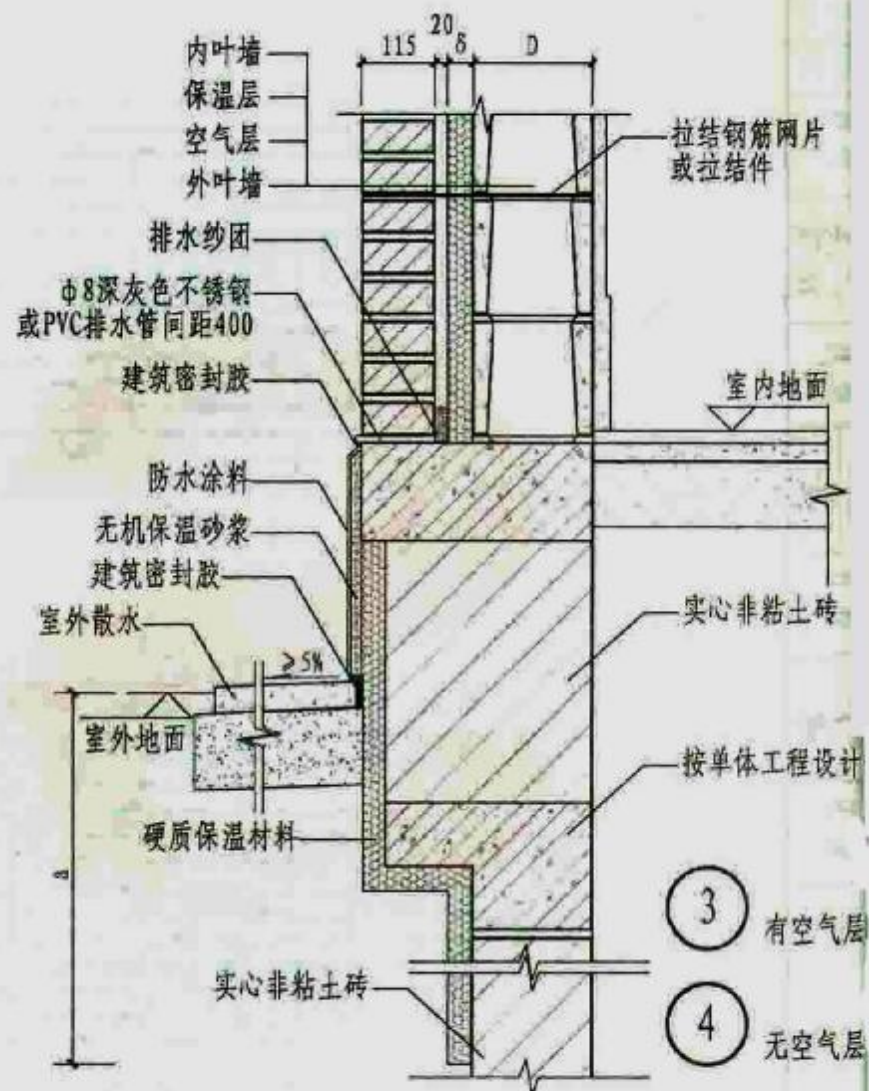 115
20
δ
D
内叶墙
保温层
空气层
外叶墙
拉结钢筋网片
或拉结件
排水纱团
ф8深灰色不锈钢
或PVC排水管间距400
建筑密封胶
室内地面
防水涂料
无机保温砂浆
建筑密封胶
室外散水
≥5%
实心非粘土砖
室外地面
按单体工程设计
硬质保温材料
a
3
有空气层
实心非粘土砖
4
无空气层